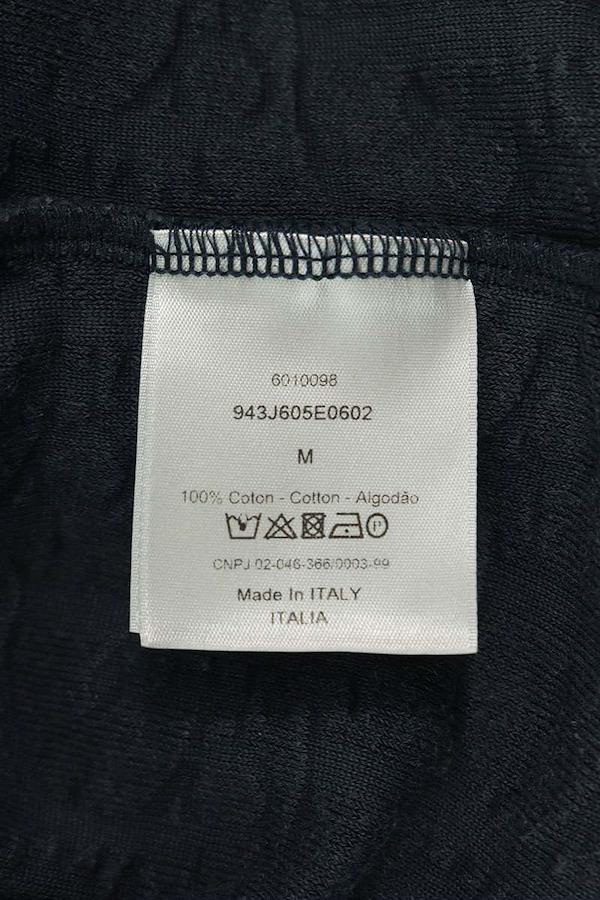 6010098
943J605E0602
M
100% Coton - Cotton - Algodão
P
CNPJ 02-046-366/0003-99
Made In ITALY
ITALIA